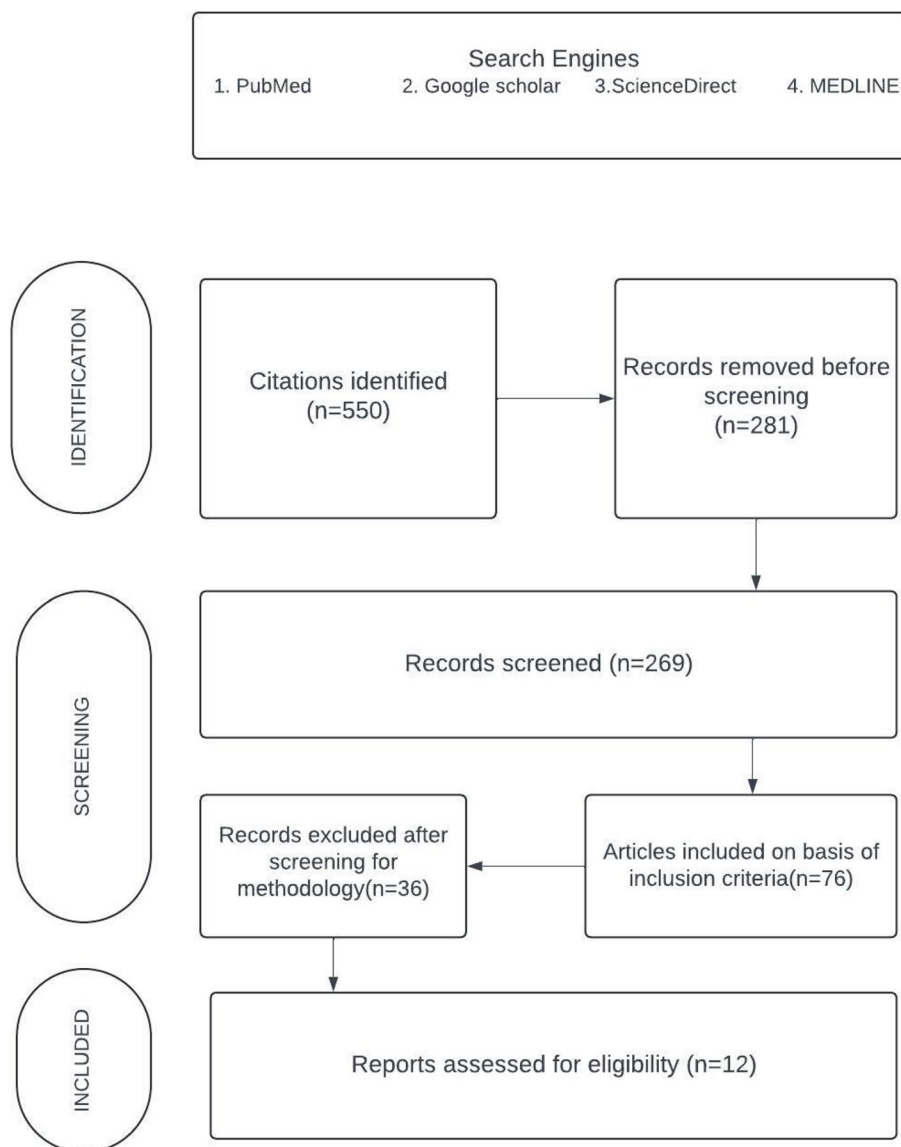 Search Engines
1. PubMed 2. Google scholar 3.ScienceDirect 4. MEDLINE
IDENTIFICATION
Citations identified
(n=550)
Records removed before
screening
(n=281)
SCREENING
Records screened (n=269)
Records excluded after
screening for
methodology(n=36)
Articles included on basis of
inclusion criteria(n=76)
INCLUDED
Reports assessed for eligibility (n=12)